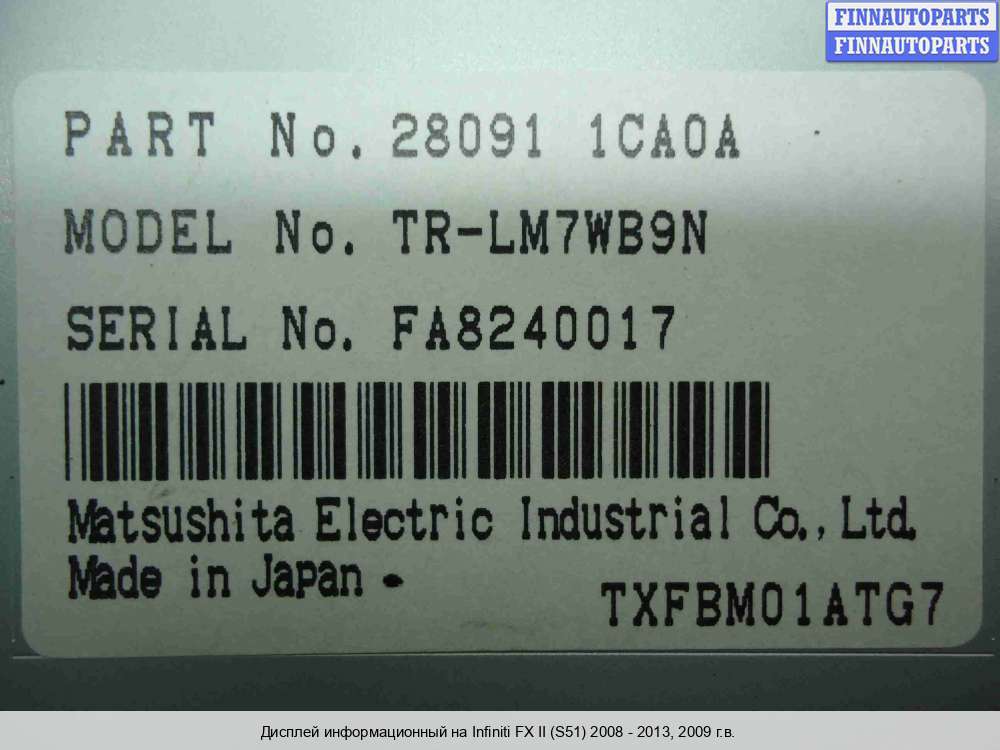 FINNAUTOPARTS
FINNAUTOPARTS
PART No. 28091 1CA0A
MODEL No. TR-LM7WB9N
SERIAL No. FA8240017
Matsushita Electric Industrial Co., Ltd.
Made in Japan
TXFBM01ATG7
Дисплей информационный на Infiniti FX II (S51) 2008 - 2013, 2009 г.в.